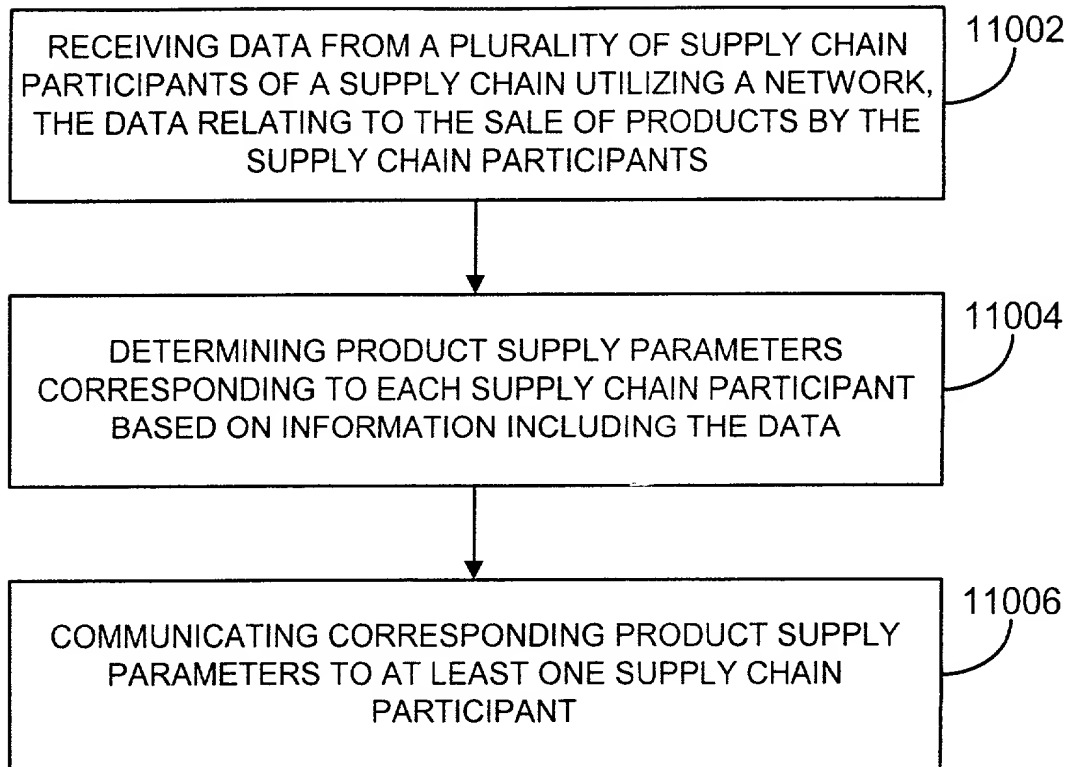 RECEIVING DATA FROM A PLURALITY OF SUPPLY CHAIN
PARTICIPANTS OF A SUPPLY CHAIN UTILIZING A NETWORK,
THE DATA RELATING TO THE SALE OF PRODUCTS BY THE
SUPPLY CHAIN PARTICIPANTS
11002
DETERMINING PRODUCT SUPPLY PARAMETERS
CORRESPONDING TO EACH SUPPLY CHAIN PARTICIPANT
BASED ON INFORMATION INCLUDING THE DATA
11004
COMMUNICATING CORRESPONDING PRODUCT SUPPLY
PARAMETERS TO AT LEAST ONE SUPPLY CHAIN
PARTICIPANT
11006